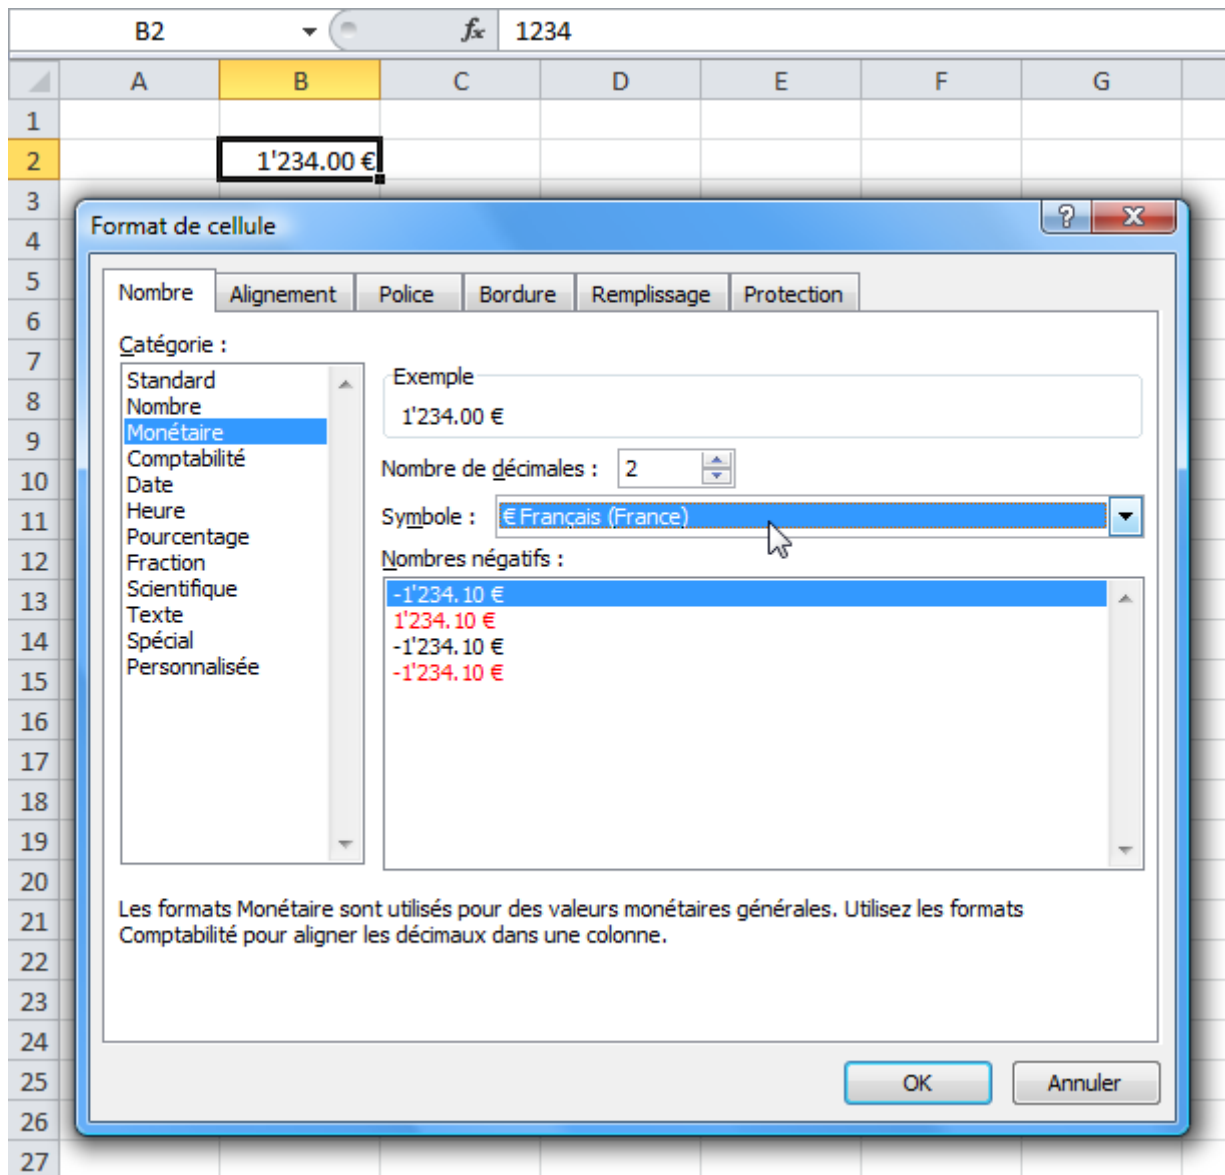 B2 fx 1234
A B C D E F G
1
2 1'234.00 €
3
Format de cellule ? X
4
5
Nombre Alignement Police Bordure Remplissage Protection
6
Catégorie :
7
Standard Exemple
8
Nombre 1'234.00 €
Monétaire
9
Comptabilité Nombre de décimales : 2
10
Date
Heure Symbole : € Français (France)
11
Pourcentage
12
Fraction Nombres négatifs :
Scientifique -1'234.10 €
13
Texte 1'234.10 €
14
Spécial -1'234.10 €
Personnalisée -1'234.10 €
15
16
17
18
19
20
Les formats Monétaire sont utilisés pour des valeurs monétaires générales. Utilisez les formats
21
Comptabilité pour aligner les décimaux dans une colonne.
22
23
24
25 OK Annuler
26
27